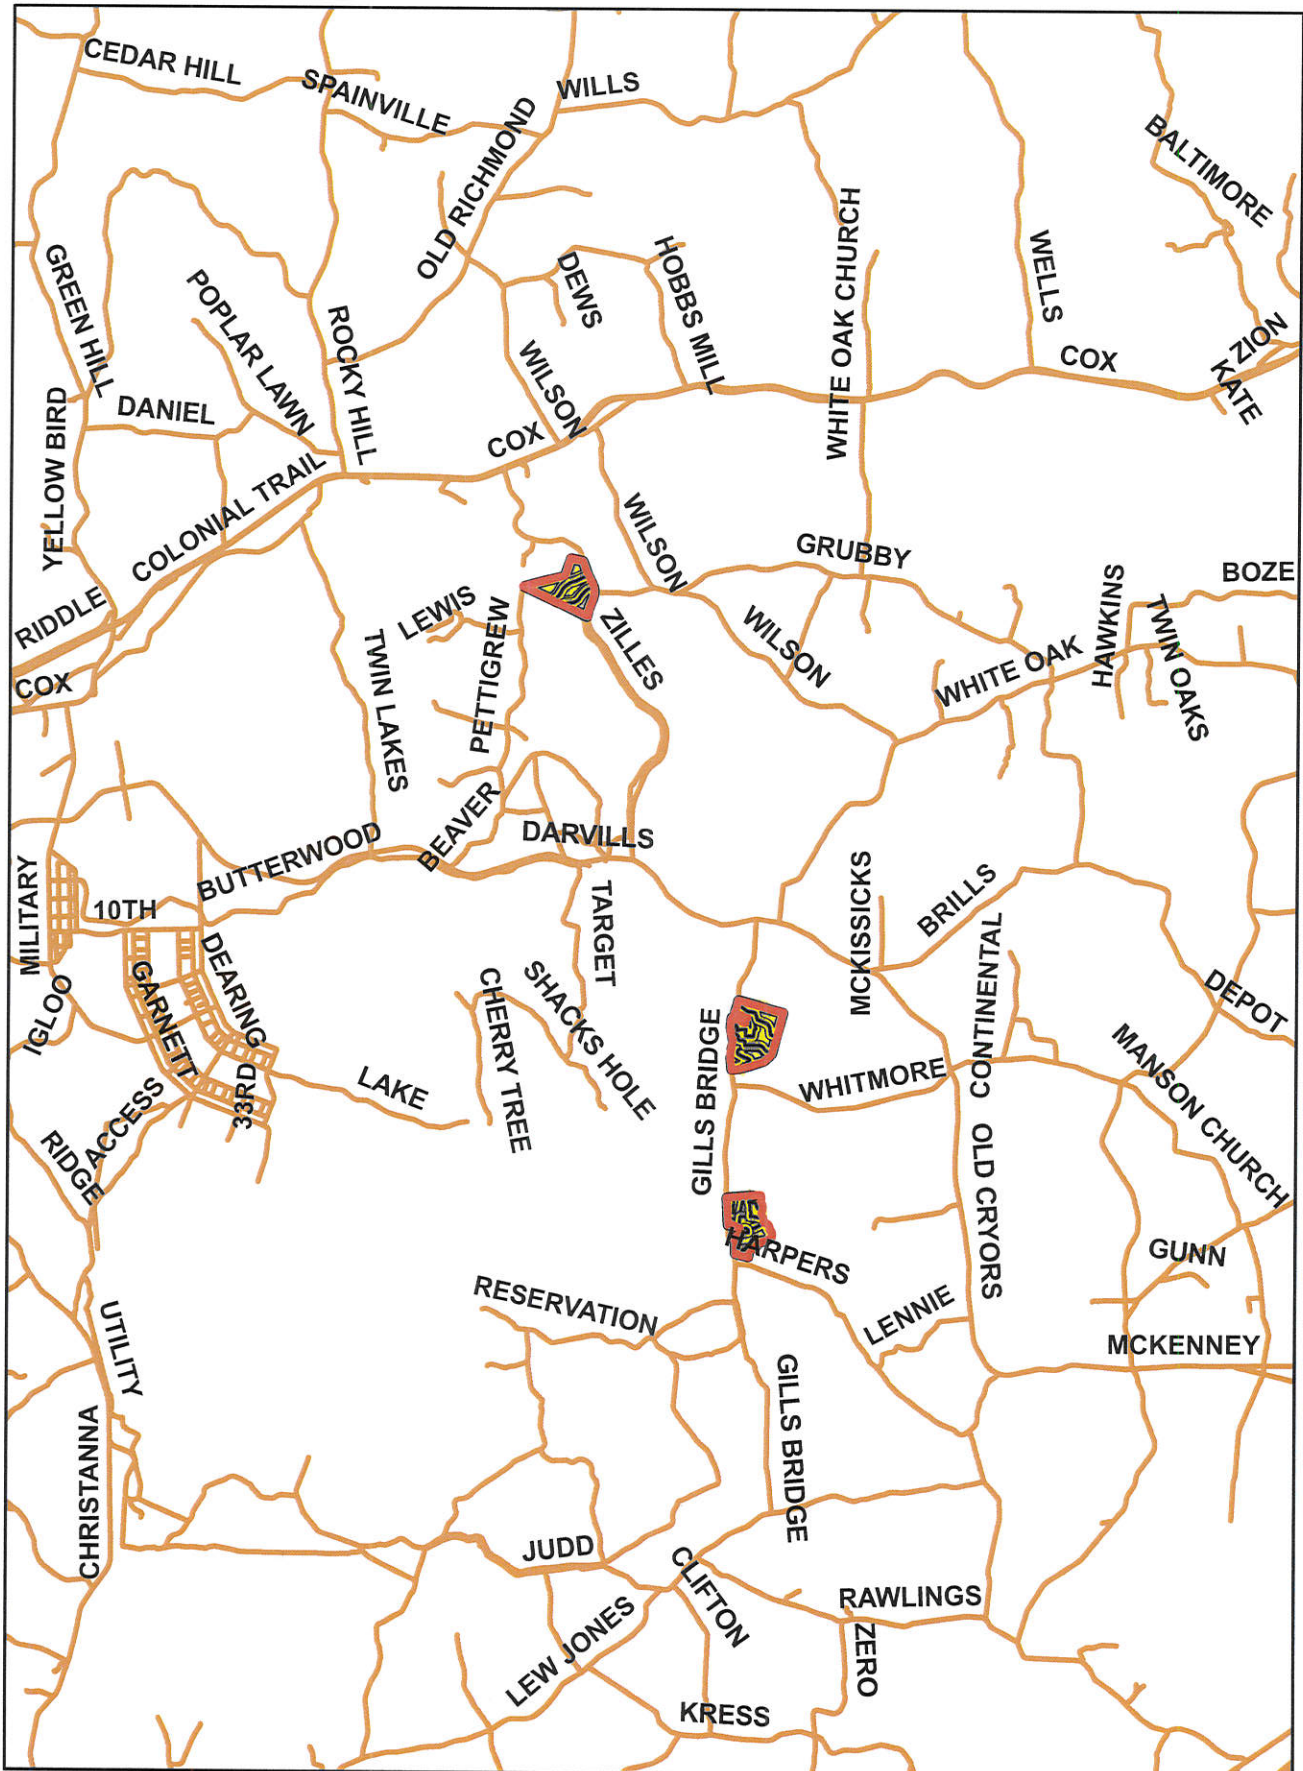 CEDAR HILL
SPAINVILLE
WILLS
OLD RICHMOND
BALTIMORE
GREEN HILL
POPLAR LAWN
ROCKY HILL
DEWS
HOBBS MILL
WHITE OAK CHURCH
WELLS
COX
ZION
KATE
YELLOW BIRD
DANIEL
WILSON
COX
COLONIAL TRAIL
WILSON
GRUBBY
BOZE
RIDDLE
LEWIS
PETTIGREW
ZILLES
WILSON
HAWKINS
TWIN OAKS
WHITE OAK
COX
TWIN LAKES
BEAVER
DARVILLS
BUTTERWOOD
MILITARY
10TH
TARGET
MCKISSICKS
BRILLS
CONTINENTAL
DEARING
GARNETT
IGLOO
CHERRY TREE
SHACKS HOLE
GILLS BRIDGE
DEPOT
MANSON CHURCH
WHITMORE
LAKE
33RD
ACCESS
RIDGE
OLD CRYORS
HARPERS
GUNN
RESERVATION
LENNIE
MCKENNEY
UTILITY
GILLS BRIDGE
CHRISTANNA
JUDD
CLIFTON
RAWLINGS
LEW JONES
ZERO
KRESS